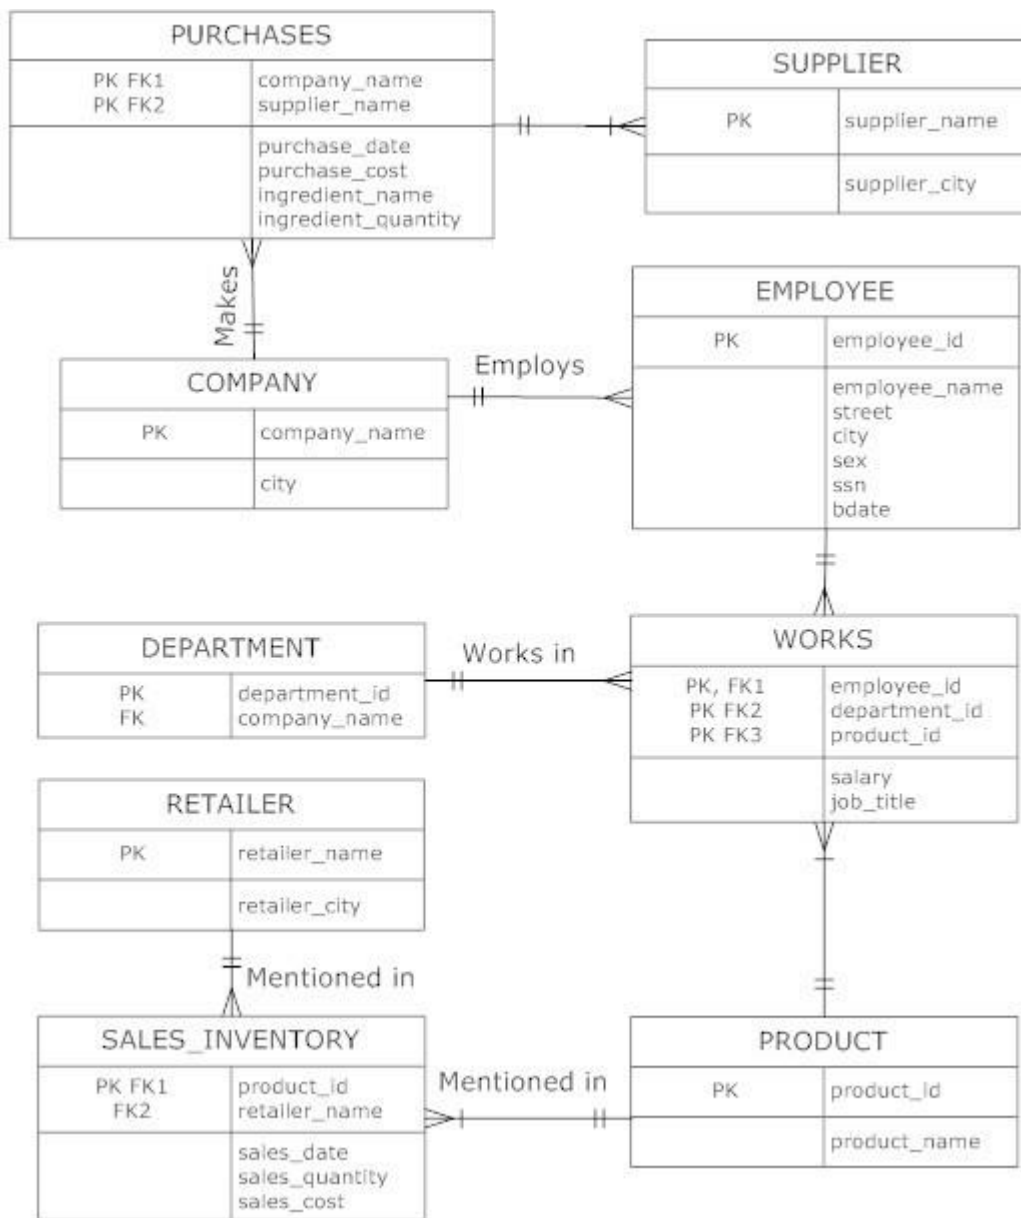 PURCHASES
PK FK1 company_name
PK FK2 supplier_name
purchase_date
purchase_cost
ingredient_name
ingredient_quantity
SUPPLIER
PK supplier_name
supplier_city
Makes
EMPLOYEE
PK employee_id
employee_name
street
city
sex
ssn
bdate
Employs
COMPANY
PK company_name
city
DEPARTMENT
PK department_id
FK company_name
Works in
WORKS
PK, FK1 employee_id
PK FK2 department_id
PK FK3 product_id
salary
job_title
RETAILER
PK retailer_name
retailer_city
Mentioned in
SALES_INVENTORY
PK FK1 product_id
FK2 retailer_name
sales_date
sales_quantity
sales_cost
Mentioned in
PRODUCT
PK product_id
product_name